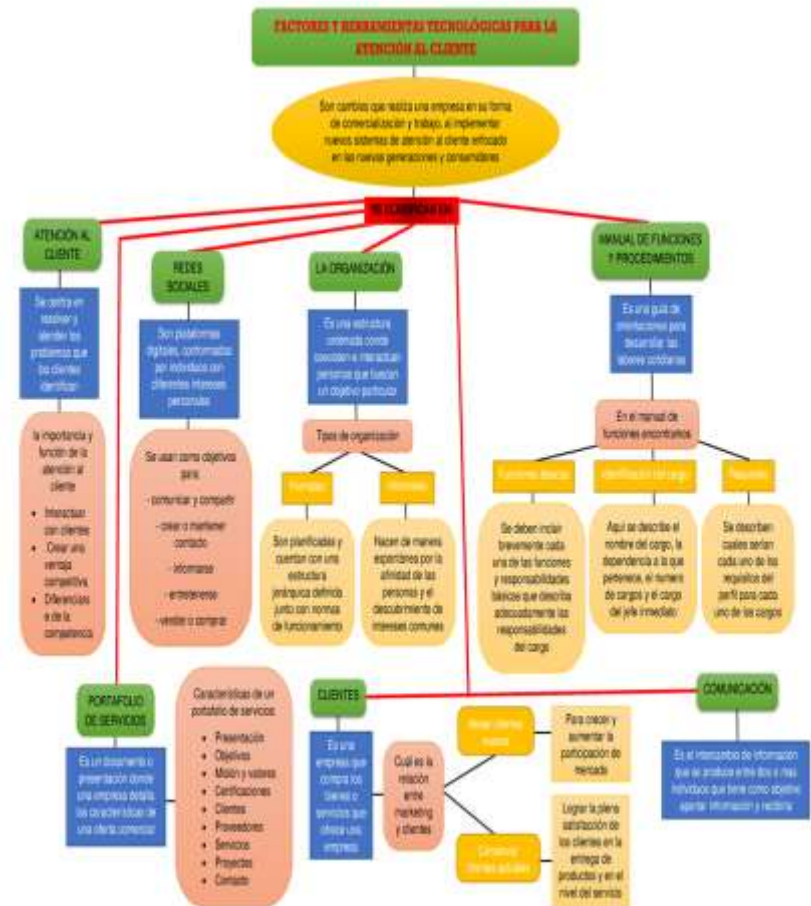 FACTORES Y HERRAMIENTAS TECNOLÓGICAS PARA LA
ATENCIÓN AL CLIENTE
Son cambios que realiza una empresa en su forma
de comercialización y trabajo, al implementar
nuevos sistemas de atención al cliente enfocado
en las nuevas generaciones y consumidores
SE CLASIFICAN EN
ATENCIÓN AL
CLIENTE
Se centra en
resolver y
atender los
problemas que
los clientes
identifican
la importancia y
función de la
atención al
cliente
Interactuar
con clientes
Crear una
ventaja
competitiva
Diferenciars
e de la
competencia
REDES
SOCIALES
Son plataformas
digitales, conformadas
por individuos con
diferentes intereses
personales
Se usan como objetivos
para:
- comunicar y compartir
- crear o mantener
contacto
- informarse
- entretenerse
- vender o comprar
LA ORGANIZACIÓN
Es una estructura
ordenada donde
coexisten e interactúan
personas que buscan
un objetivo particular
Tipos de organización
Formales
Son planificadas y
cuentan con una
estructura
jerárquica definida
junto con normas
de funcionamiento
Informales
Nacen de manera
espontánea por la
afinidad de las
personas y el
descubrimiento de
intereses comunes
MANUAL DE FUNCIONES
Y PROCEDIMIENTOS
Es una guía de
orientaciones para
desarrollar las
labores cotidianas
En el manual de
funciones encontramos
Funciones básicas
Se deben incluir
brevemente cada
una de las funciones
y responsabilidades
básicas que describa
adecuadamente las
responsabilidades
del cargo
Identificación del cargo
Aquí se describe el
nombre del cargo, la
dependencia a la que
pertenece, el numero
de cargos y el cargo
del jefe inmediato
Requisitos
Se describen
cuales serían
cada uno de los
requisitos del
perfil para cada
uno de los cargos
PORTAFOLIO
DE SERVICIOS
Es un documento o
presentación donde
una empresa detalla
las características de
una oferta comercial
Características de un
portafolio de servicios:
Presentación
Objetivos
Misión y valores
Certificaciones
Clientes
Proveedores
Servicios
Proyectos
Contacto
CLIENTES
Es una
empresa que
compra los
bienes o
servicios que
ofrece una
empresa
Cuál es la
relación
entre
marketing
y clientes
nuevos
Para crecer y
aumentar la
participación de
mercado
Conservar
clientes actuales
Lograr la plena
satisfacción de
los clientes en la
entrega de
productos y en el
nivel del servicio
COMUNICACIÓN
Es el intercambio de información
que se produce entre dos o más
individuos que tiene como objetivo
aportar información y recibirla